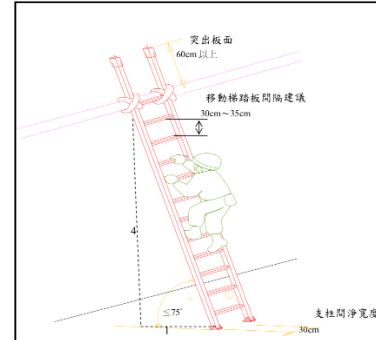 突出板面
60cm 以上
移動梯踏板間隔建議
30cm～35cm
4
≤75°
1
支柱間淨寬度
30cm